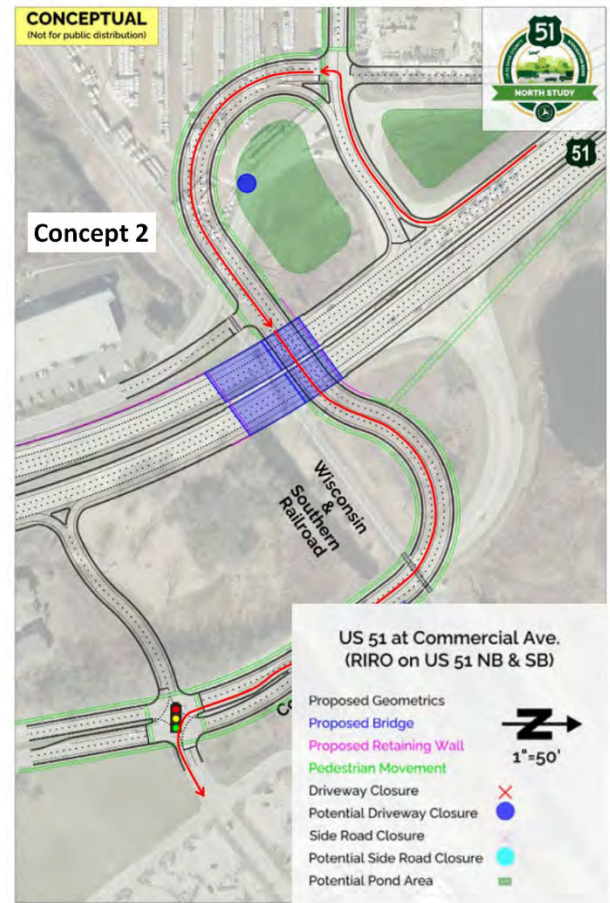 CONCEPTUAL
(Not for public distribution)
51
NORTH STUDY
51
Concept 2
Wisconsin
&
Southern
Railroad
Co
US 51 at Commercial Ave.
(RIRO on US 51 NB & SB)
Proposed Geometrics
Proposed Bridge
Proposed Retaining Wall
Pedestrian Movement
Driveway Closure
Potential Driveway Closure
Side Road Closure
Potential Side Road Closure
Potential Pond Area
N
1"=50'